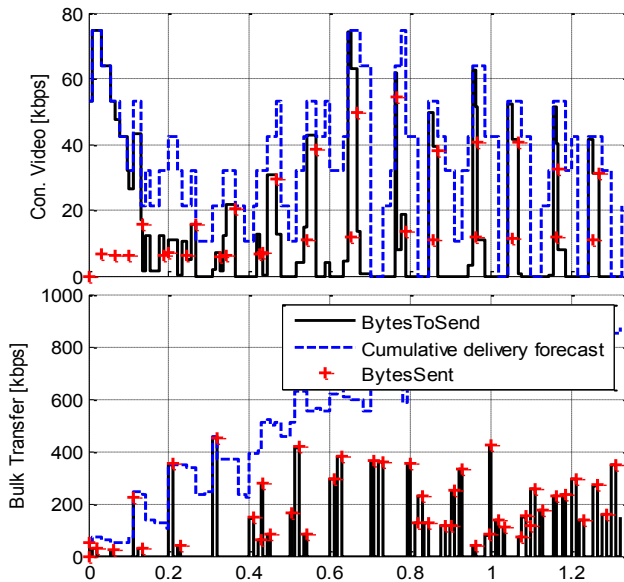 80
60
40
20
0
Con. Video [kbps]
1000
800
600
400
200
0
Bulk Transfer [kbps]
BytesToSend
Cumulative delivery forecast
BytesSent
0 0.2 0.4 0.6 0.8 1 1.2